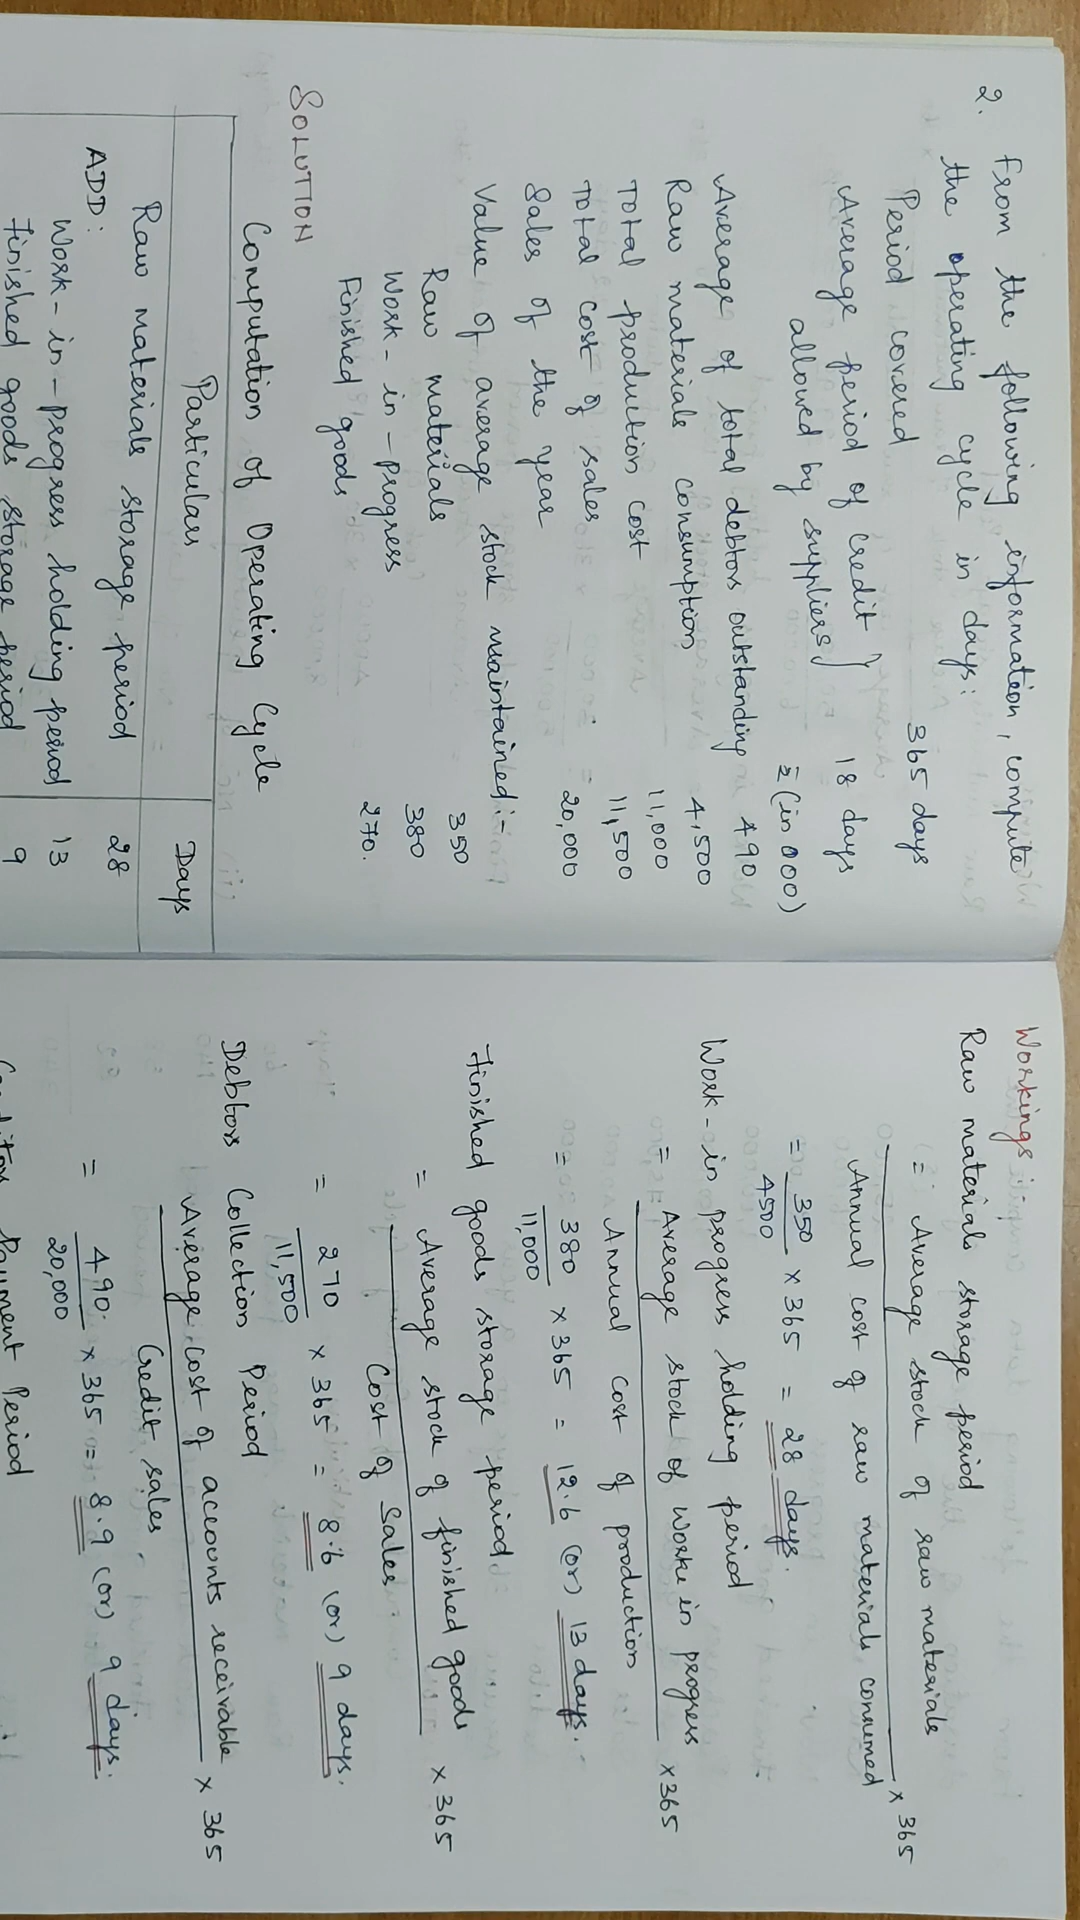 2. From the following information, compute
the operating cycle in days:
Period covered 365 days
Average period of credit } 18 days
allowed by suppliers
₹ (in 000)
Average of total debtors outstanding 490
Raw materials consumption 4,500
Total production cost 11,000
Total cost of sales 11,500
Sales of the year 20,000
Value of average stock maintained :-
Raw materials 350
Work-in-progress 380
Finished goods 270.
SOLUTION
Computation of Operating Cycle
Particulars Days
Raw materials storage period 28
ADD:
Work-in-progress holding period 13
Finished goods storage period 9
Workings
Raw materials storage period
= Average stock of raw materials
Annual cost of raw materials consumed × 365
= 350
4500 × 365 = 28 days.
Work-in progress holding period
= Average stock of work in progress
Annual cost of production × 365
= 380
11,000 × 365 = 12.6 (or) 13 days.
Finished goods storage period
= Average stock of finished goods
Cost of Sales × 365
= 270
11,500 × 365 = 8.6 (or) 9 days.
Debtors Collection Period
Average cost of accounts receivable
Credit sales × 365
= 490
20,000 × 365 = 8.9 (or) 9 days.
Payment Period